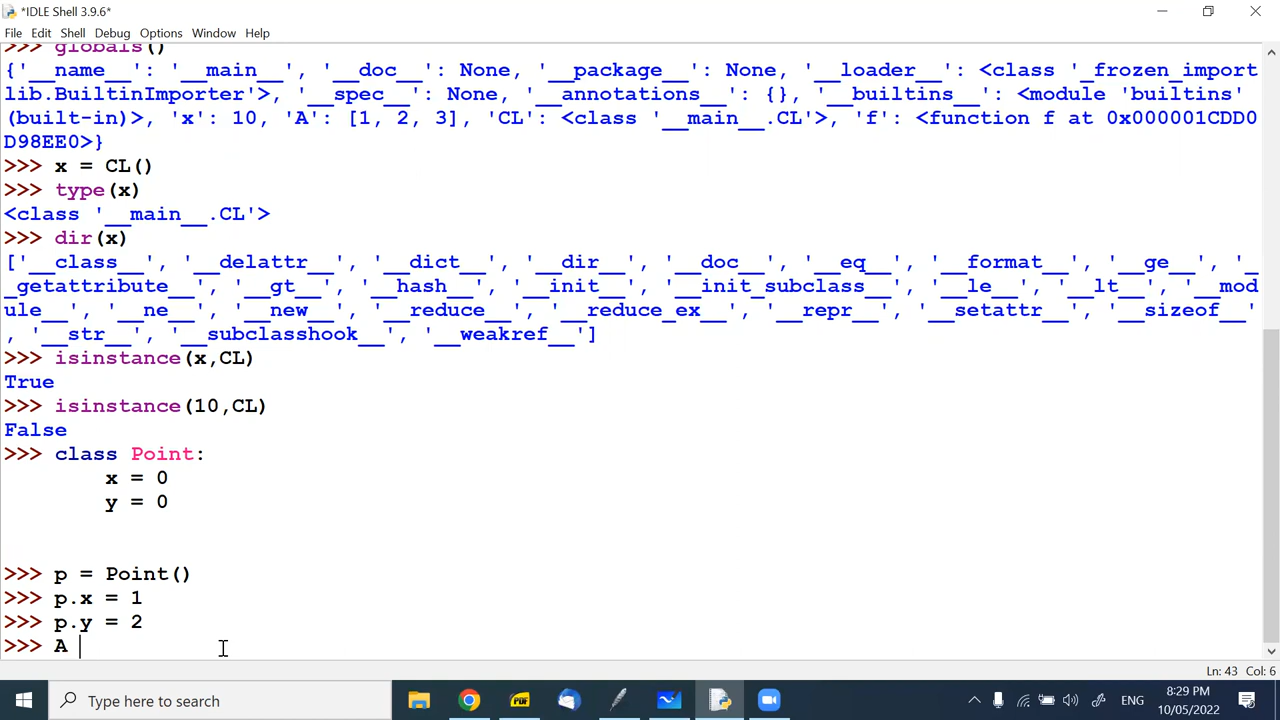 *IDLE Shell 3.9.6*
File Edit Shell Debug Options Window Help
>>> globals()
{'__name__': '__main__', '__doc__': None, '__package__': None, '__loader__': <class '_frozen_import
lib.BuiltinImporter'>, '__spec__': None, '__annotations__': {}, '__builtins__': <module 'builtins'
(built-in)>, 'x': 10, 'A': [1, 2, 3], 'CL': <class '__main__.CL'>, 'f': <function f at 0x000001CDD0
D98EE0>}
>>> x = CL()
>>> type(x)
<class '__main__.CL'>
>>> dir(x)
['__class__', '__delattr__', '__dict__', '__dir__', '__doc__', '__eq__', '__format__', '__ge__', '_
_getattribute__', '__gt__', '__hash__', '__init__', '__init_subclass__', '__le__', '__lt__', '__mod
ule__', '__ne__', '__new__', '__reduce__', '__reduce_ex__', '__repr__', '__setattr__', '__sizeof__'
, '__str__', '__subclasshook__', '__weakref__']
>>> isinstance(x,CL)
True
>>> isinstance(10,CL)
False
>>> class Point:
x = 0
y = 0
>>> p = Point()
>>> p.x = 1
>>> p.y = 2
>>> A
Ln: 43 Col: 6
Type here to search
PDF
ENG
8:29 PM
10/05/2022